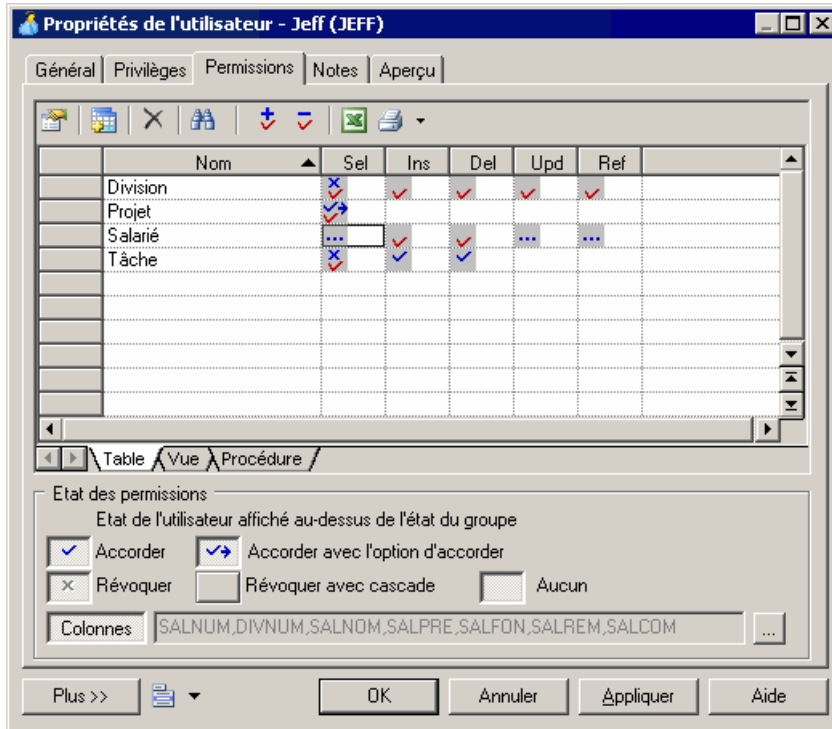 Propriétés de l'utilisateur - Jeff (JEFF)
Général Privilèges Permissions Notes Aperçu
Nom Sel Ins Del Upd Ref
Division
Projet
Salarié
Tâche
Table Vue Procédure
Etat des permissions
Etat de l'utilisateur affiché au-dessus de l'état du groupe
Accorder Accorder avec l'option d'accorder
Révoquer Révoquer avec cascade Aucun
Colonnes SALNUM,DIVNUM,SALNOM,SALPRE,SALFON,SALREM,SALCOM ...
Plus >> OK Annuler Appliquer Aide